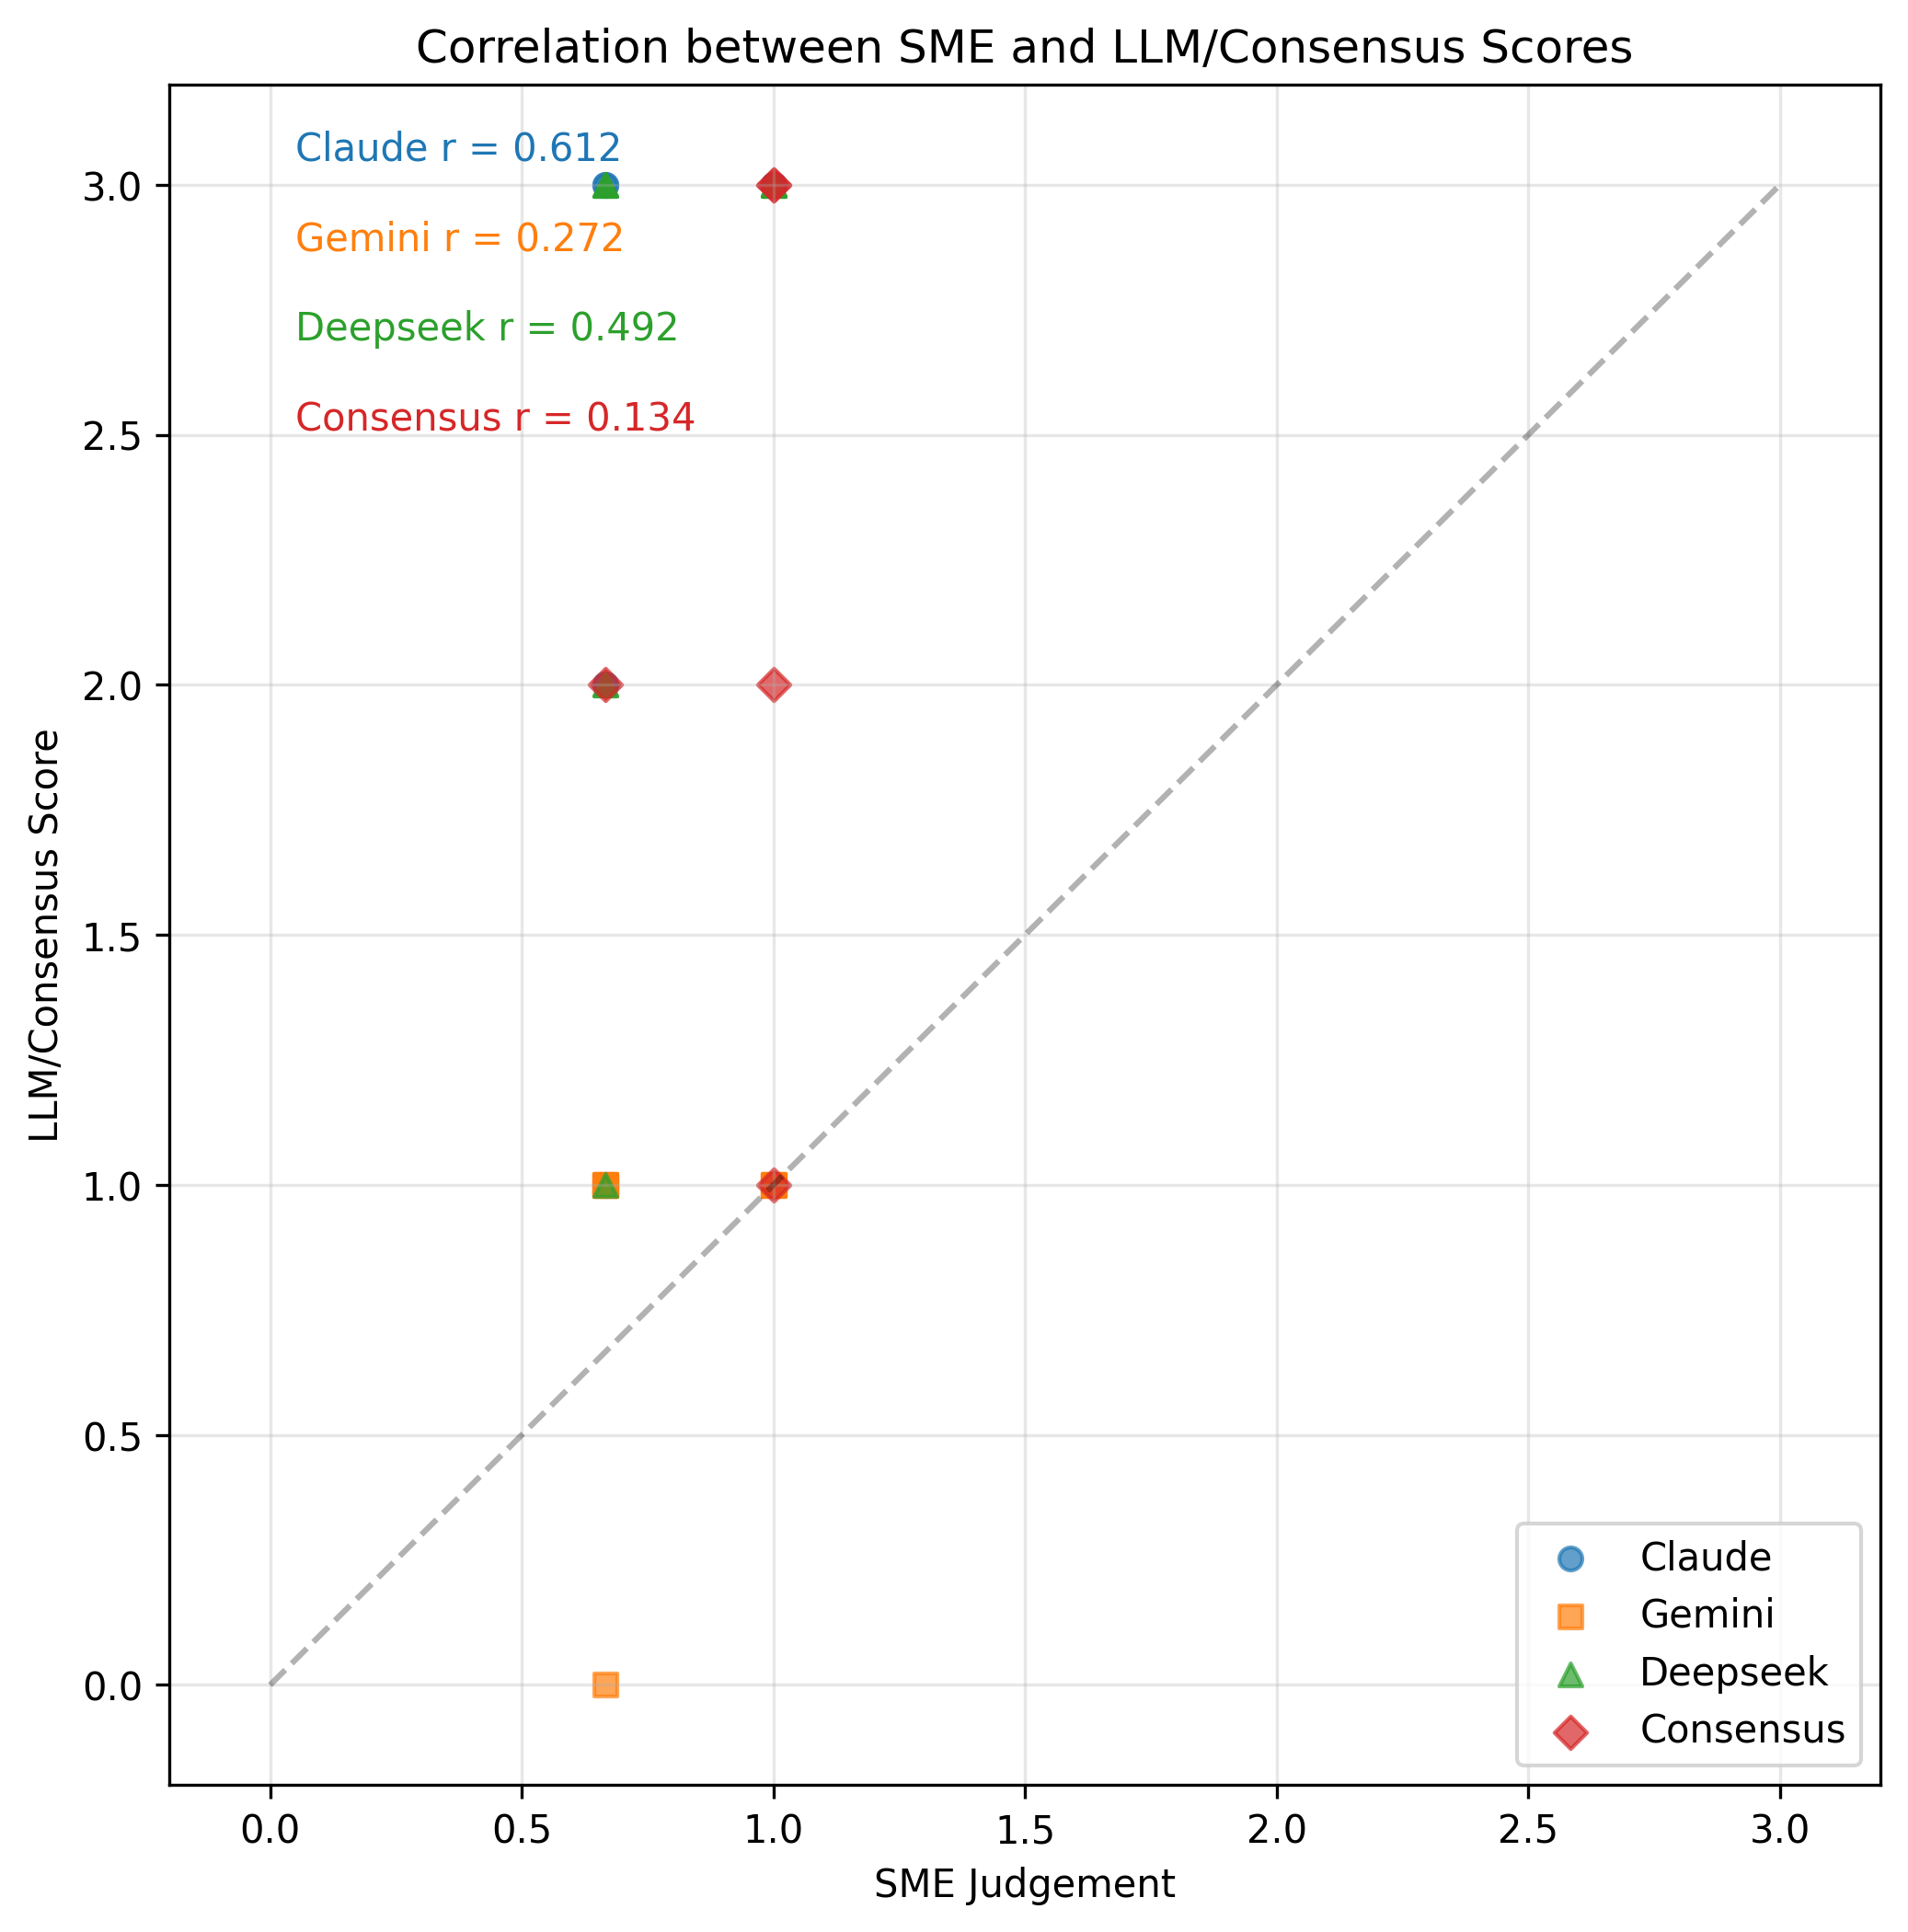 Correlation between SME and LLM/Consensus Scores
Claude r = 0.612
Gemini r = 0.272
Deepseek r = 0.492
Consensus r = 0.134
LLM/Consensus Score
3.0
2.5
2.0
1.5
1.0
0.5
0.0
Claude
Gemini
Deepseek
Consensus
0.0 0.5 1.0 1.5 2.0 2.5 3.0
SME Judgement